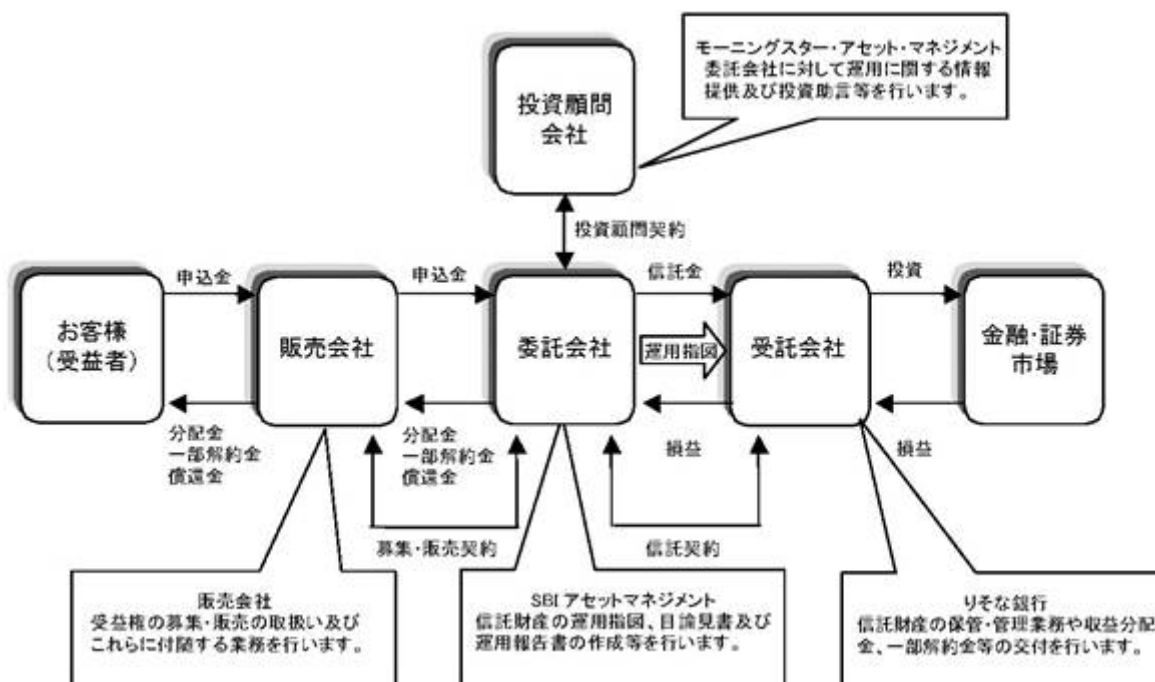 モーニングスター・アセット・マネジメント
委託会社に対して運用に関する情報
提供及び投資助言等を行います。
投資顧問
会社
投資顧問契約
申込金
申込金
信託金
投資
お客様
(受益者)
販売会社
委託会社
運用指図
受託会社
金融・証券
市場
分配金
一部解約金
償還金
分配金
一部解約金
償還金
損益
損益
募集・販売契約
信託契約
販売会社
受益権の募集・販売の取扱い及び
これらに付随する業務を行います。
SBI アセットマネジメント
信託財産の運用指図、目論見書及び
運用報告書の作成等を行います。
りそな銀行
信託財産の保管・管理業務や収益分配
金、一部解約金等の交付を行います。